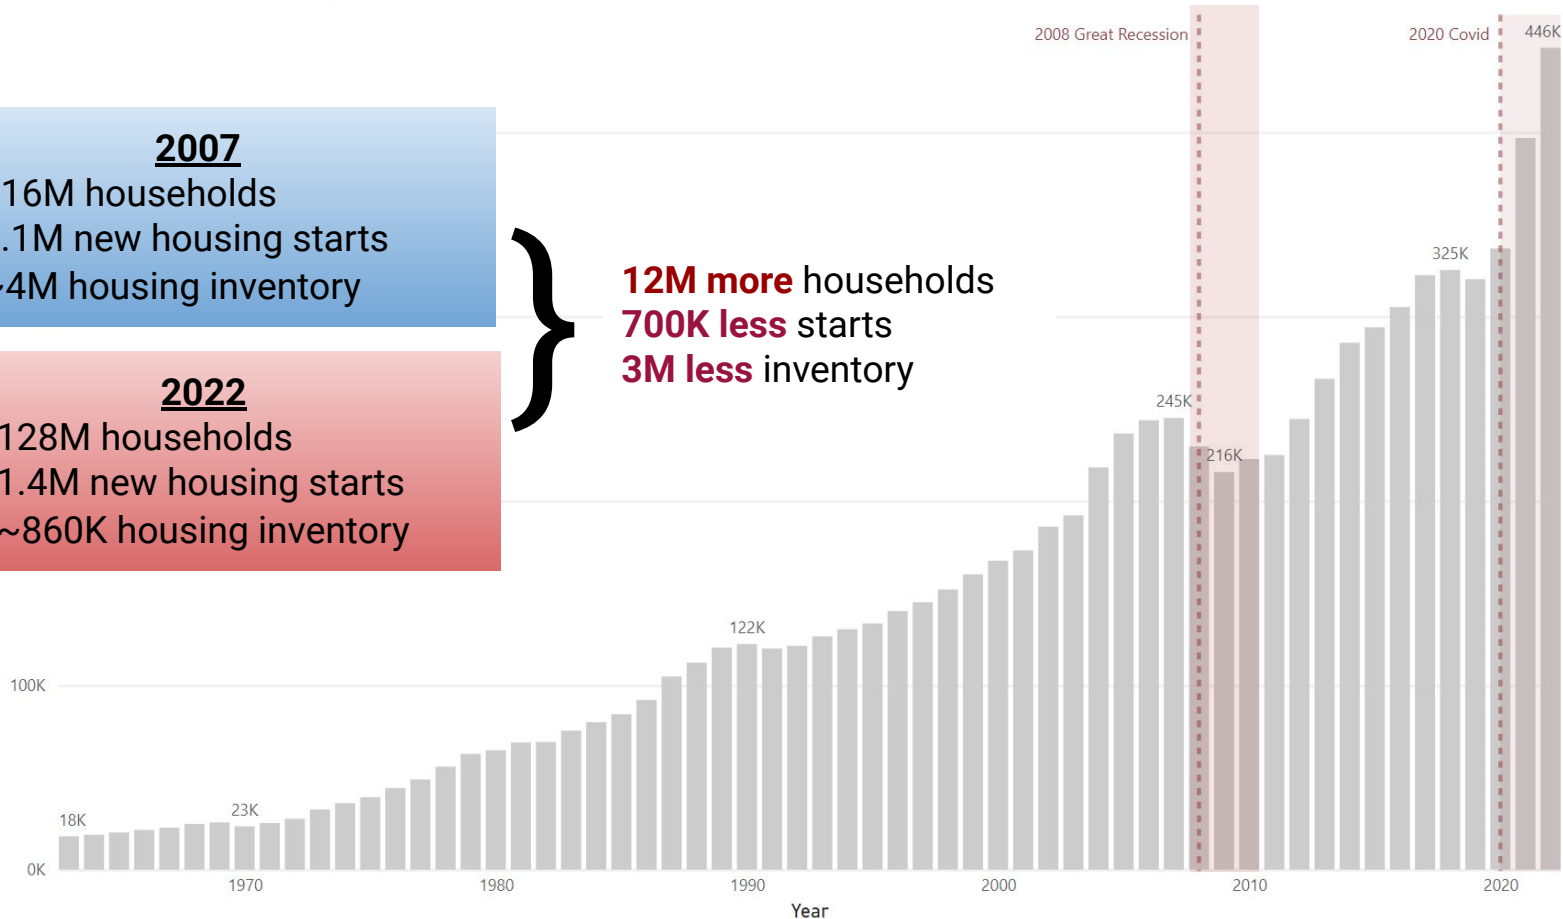 2008 Great Recession
2020 Covid
446K
2007
16M households
.1M new housing starts
~4M housing inventory
2022
128M households
1.4M new housing starts
~860K housing inventory
}
12M more households
700K less starts
3M less inventory
325K
245K
216K
122K
100K
23K
18K
0K
1970
1980
1990
2000
2010
2020
Year